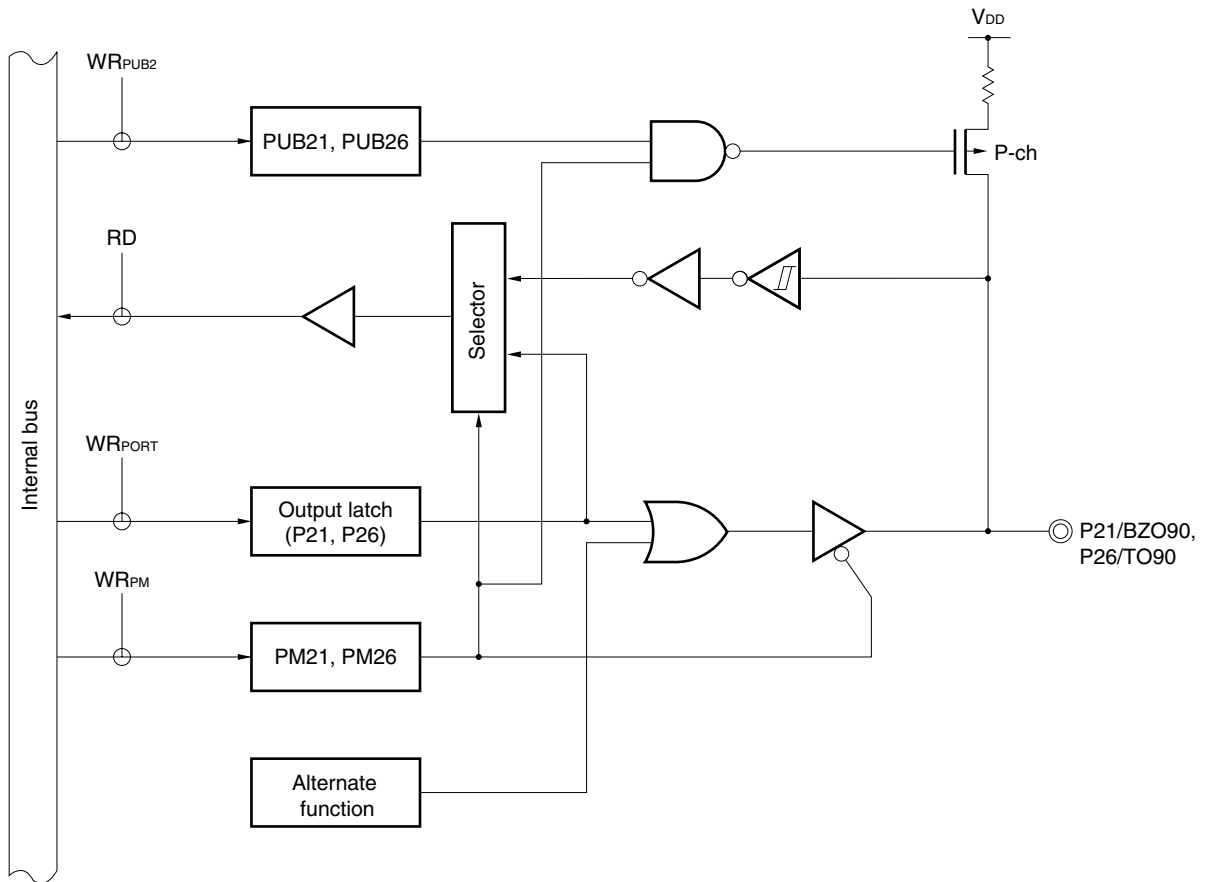 VDD
WRPUB2
PUB21, PUB26
P-ch
RD
Selector
Internal bus
WRPORT
Output latch
(P21, P26)
P21/BZO90,
P26/TO90
WRPM
PM21, PM26
Alternate
function